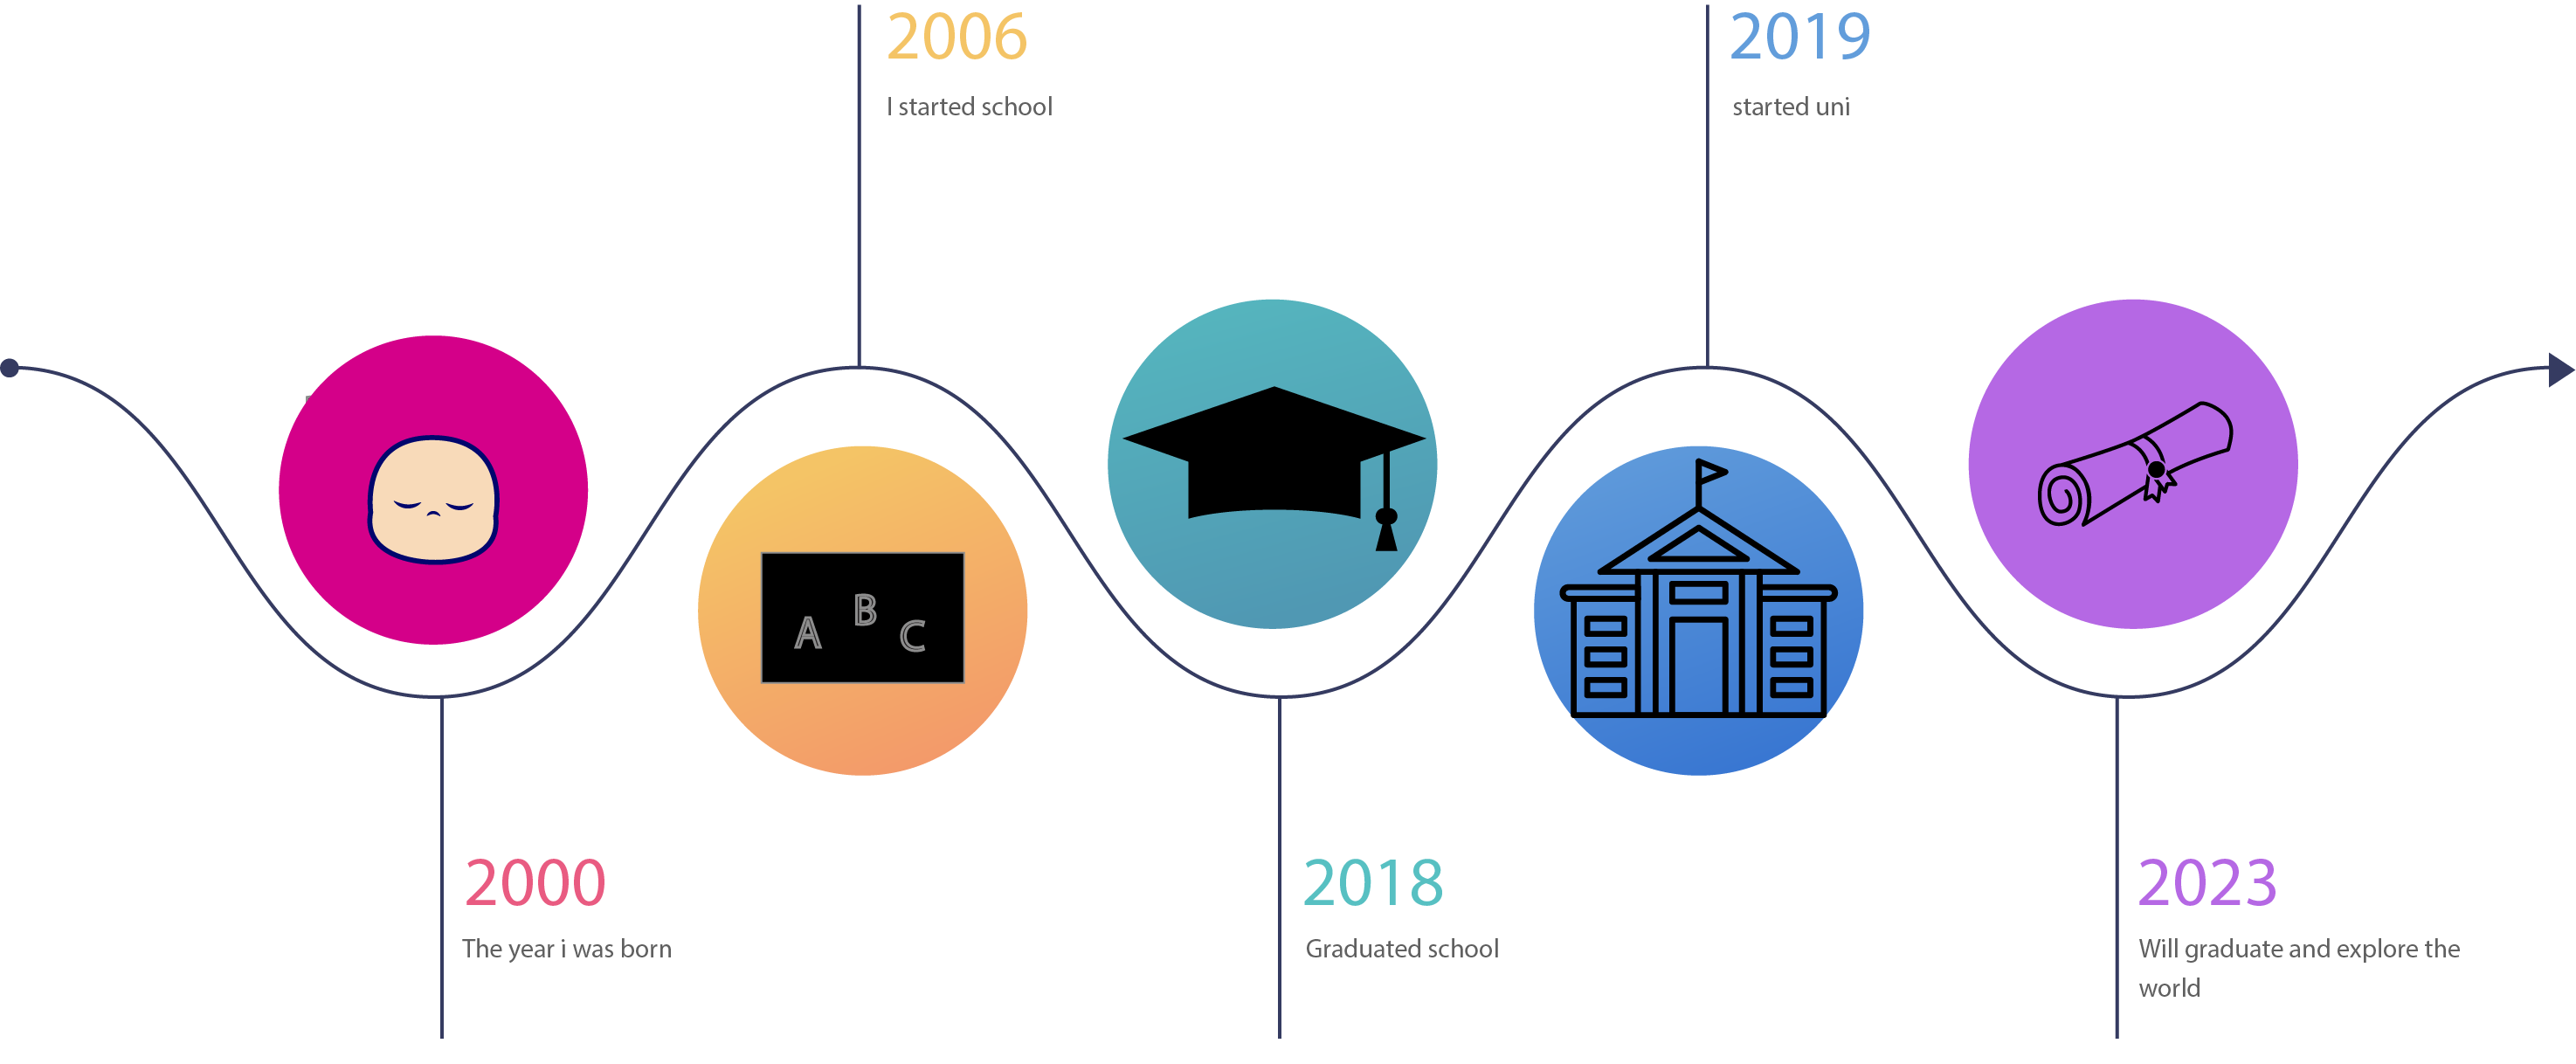 2006
I started school
2019
started uni
A
B
C
2000
The year i was born
2018
Graduated school
2023
Will graduate and explore the
world